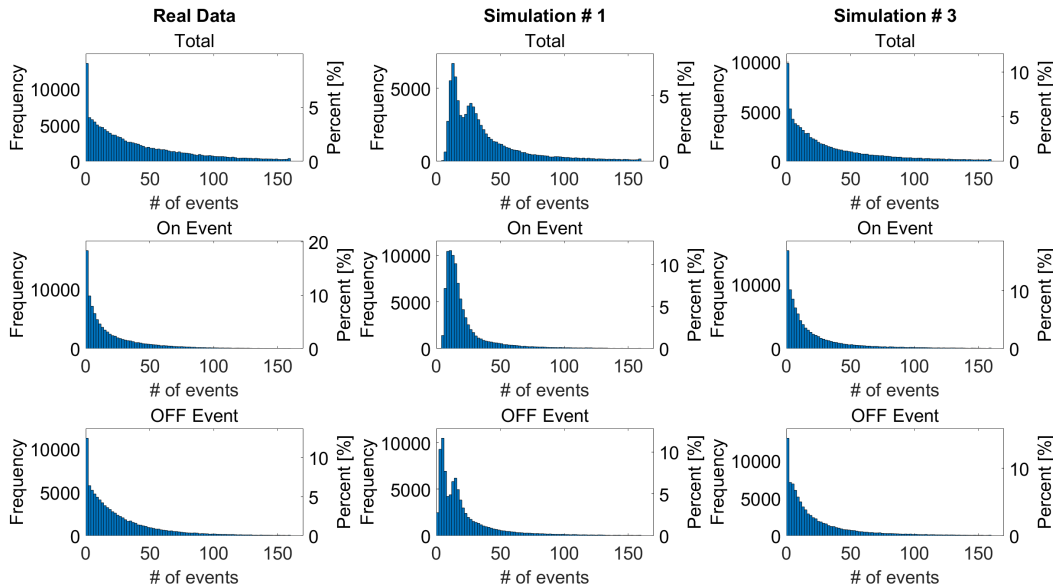 Real Data
Simulation # 1
Simulation # 3
Total
Total
Total
Frequency
10000
5000
0
5
0
Percent [%]
0
50
100
150
# of events
Frequency
5000
0
5
0
Percent [%]
0
50
100
150
# of events
Frequency
10000
5000
0
10
5
0
Percent [%]
0
50
100
150
# of events
On Event
On Event
On Event
Frequency
10000
0
20
10
0
Percent [%]
0
50
100
150
# of events
Frequency
10000
5000
0
10
5
0
Percent [%]
0
50
100
150
# of events
Frequency
10000
0
10
0
Percent [%]
0
50
100
150
# of events
OFF Event
OFF Event
OFF Event
Frequency
10000
5000
0
10
5
0
Percent [%]
0
50
100
150
# of events
Frequency
10000
5000
0
10
5
0
Percent [%]
0
50
100
150
# of events
Frequency
10000
5000
0
10
0
Percent [%]
0
50
100
150
# of events